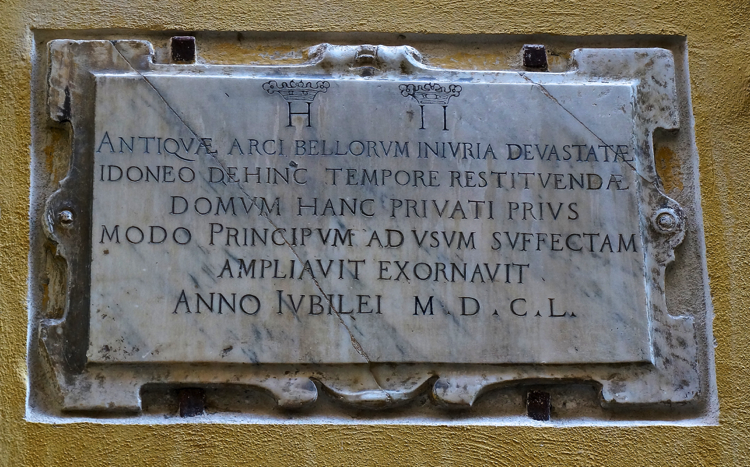 H II
ANTIQVÆ ARCI BELLORVM INIVRIA DEVASTATÆ
IDONEO DEHINC TEMPORE RESTITVENDÆ
DOMVM HANC PRIVATI PRIVS
MODO PRINCIPVM AD VSVM SVFFECTAM
AMPLIAVIT EXORNAVIT
ANNO IVBILEI M.D.C.L.